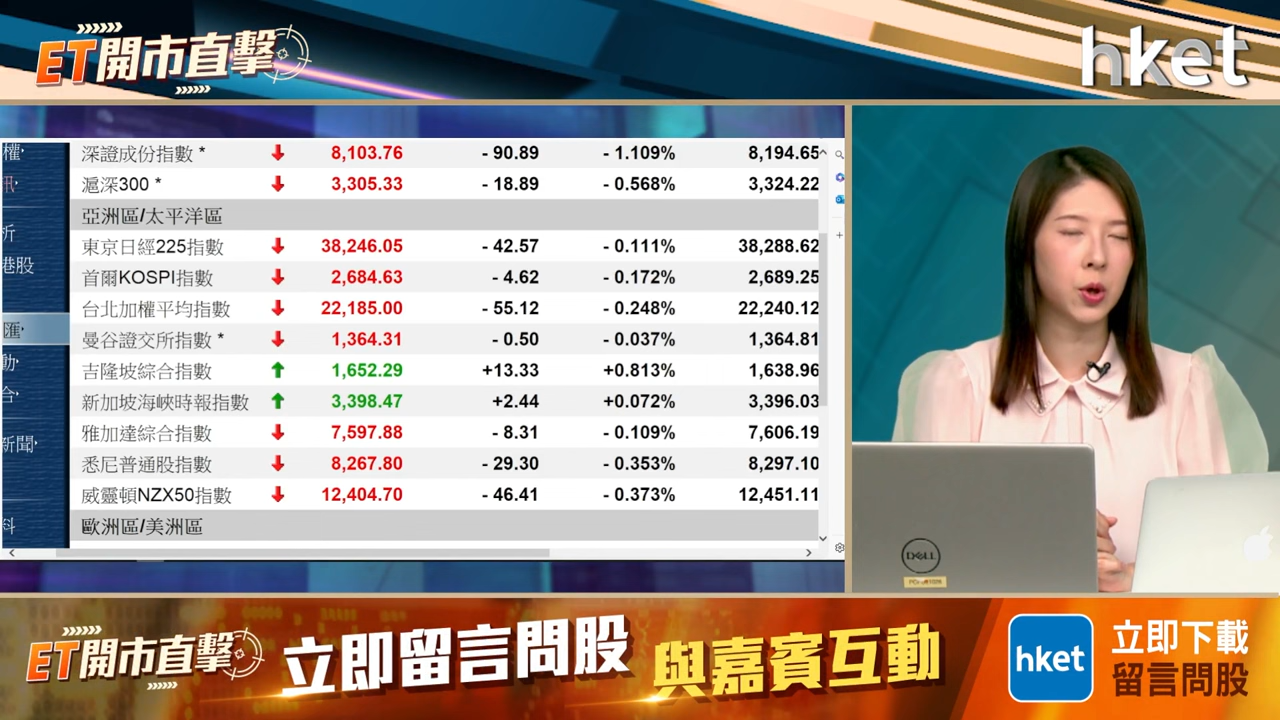 ET開市直擊
hket
權
訊
析
港股
匯
動
合
新聞
料
深證成份指數 * 8,103.76 - 90.89 - 1.109% 8,194.65
滬深300 * 3,305.33 - 18.89 - 0.568% 3,324.22
亞洲區/太平洋區
東京日經225指數 38,246.05 - 42.57 - 0.111% 38,288.62
首爾KOSPI指數 2,684.63 - 4.62 - 0.172% 2,689.25
台北加權平均指數 22,185.00 - 55.12 - 0.248% 22,240.12
曼谷證交所指數 * 1,364.31 - 0.50 - 0.037% 1,364.81
吉隆坡綜合指數 1,652.29 +13.33 +0.813% 1,638.96
新加坡海峽時報指數 3,398.47 +2.44 +0.072% 3,396.03
雅加達綜合指數 7,597.88 - 8.31 - 0.109% 7,606.19
悉尼普通股指數 8,267.80 - 29.30 - 0.353% 8,297.10
威靈頓NZX50指數 12,404.70 - 46.41 - 0.373% 12,451.11
歐洲區/美洲區
DELL
ET開市直擊
立即留言問股 與嘉賓互動
hket
立即下載
留言問股